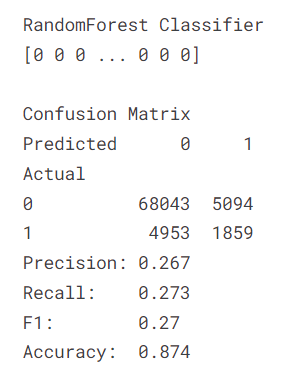 RandomForest Classifier
[0 0 0 ... 0 0 0]
Confusion Matrix
Predicted 0 1
Actual
0 68043 5094
1 4953 1859
Precision: 0.267
Recall: 0.273
F1: 0.27
Accuracy: 0.874